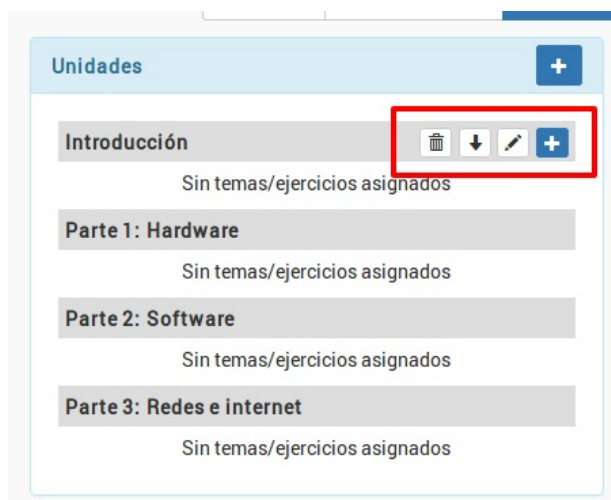 Unidades
Introducción
Sin temas/ejercicios asignados
Parte 1: Hardware
Sin temas/ejercicios asignados
Parte 2: Software
Sin temas/ejercicios asignados
Parte 3: Redes e internet
Sin temas/ejercicios asignados